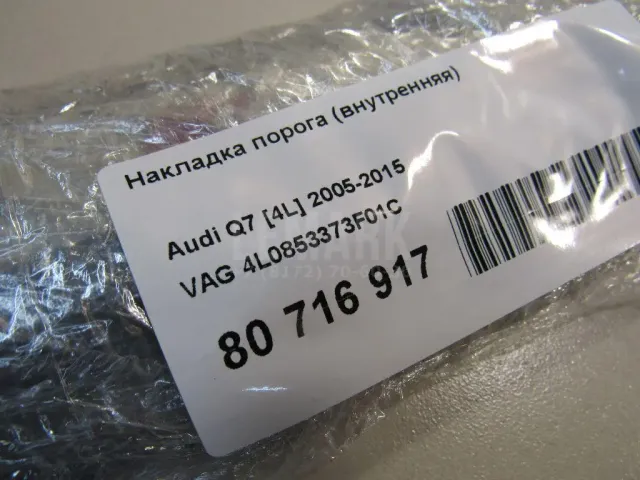 Накладка порога (внутренняя)
Audi Q7 [4L] 2005-2015
VAG 4L0853373F01C
80 716 917